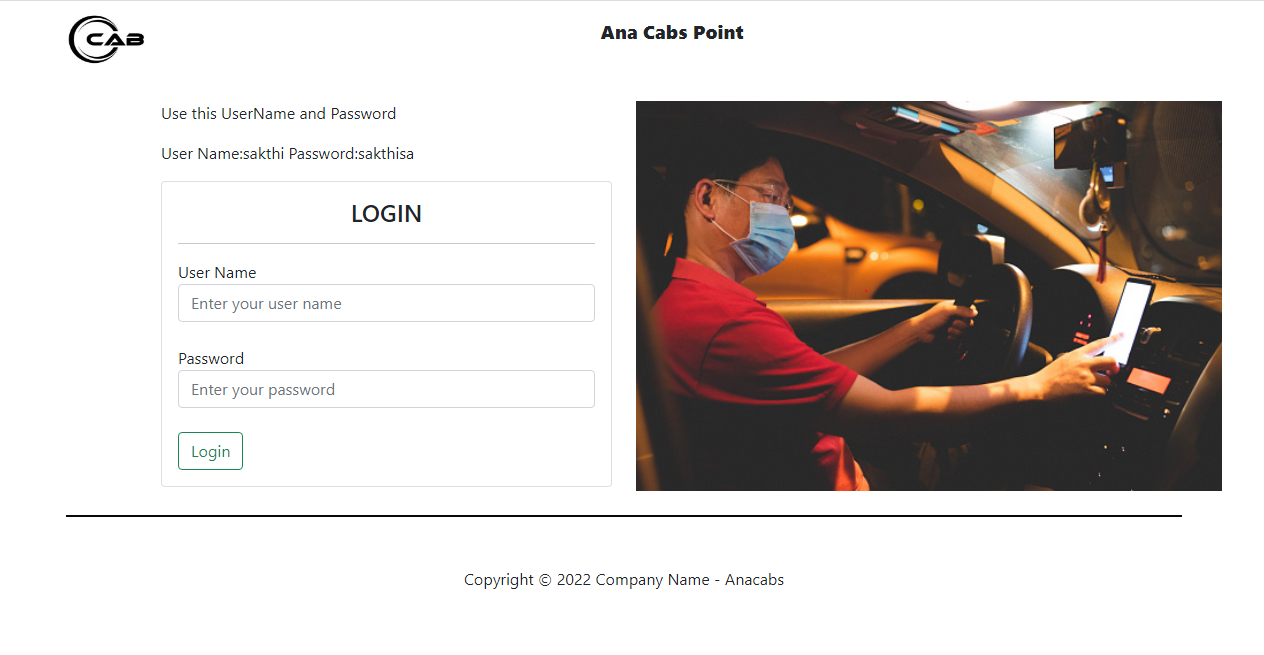 CAB
Ana Cabs Point
Use this UserName and Password
User Name:sakthi Password:sakthisa
LOGIN
User Name
Enter your user name
Password
Enter your password
Login
Copyright © 2022 Company Name - Anacabs